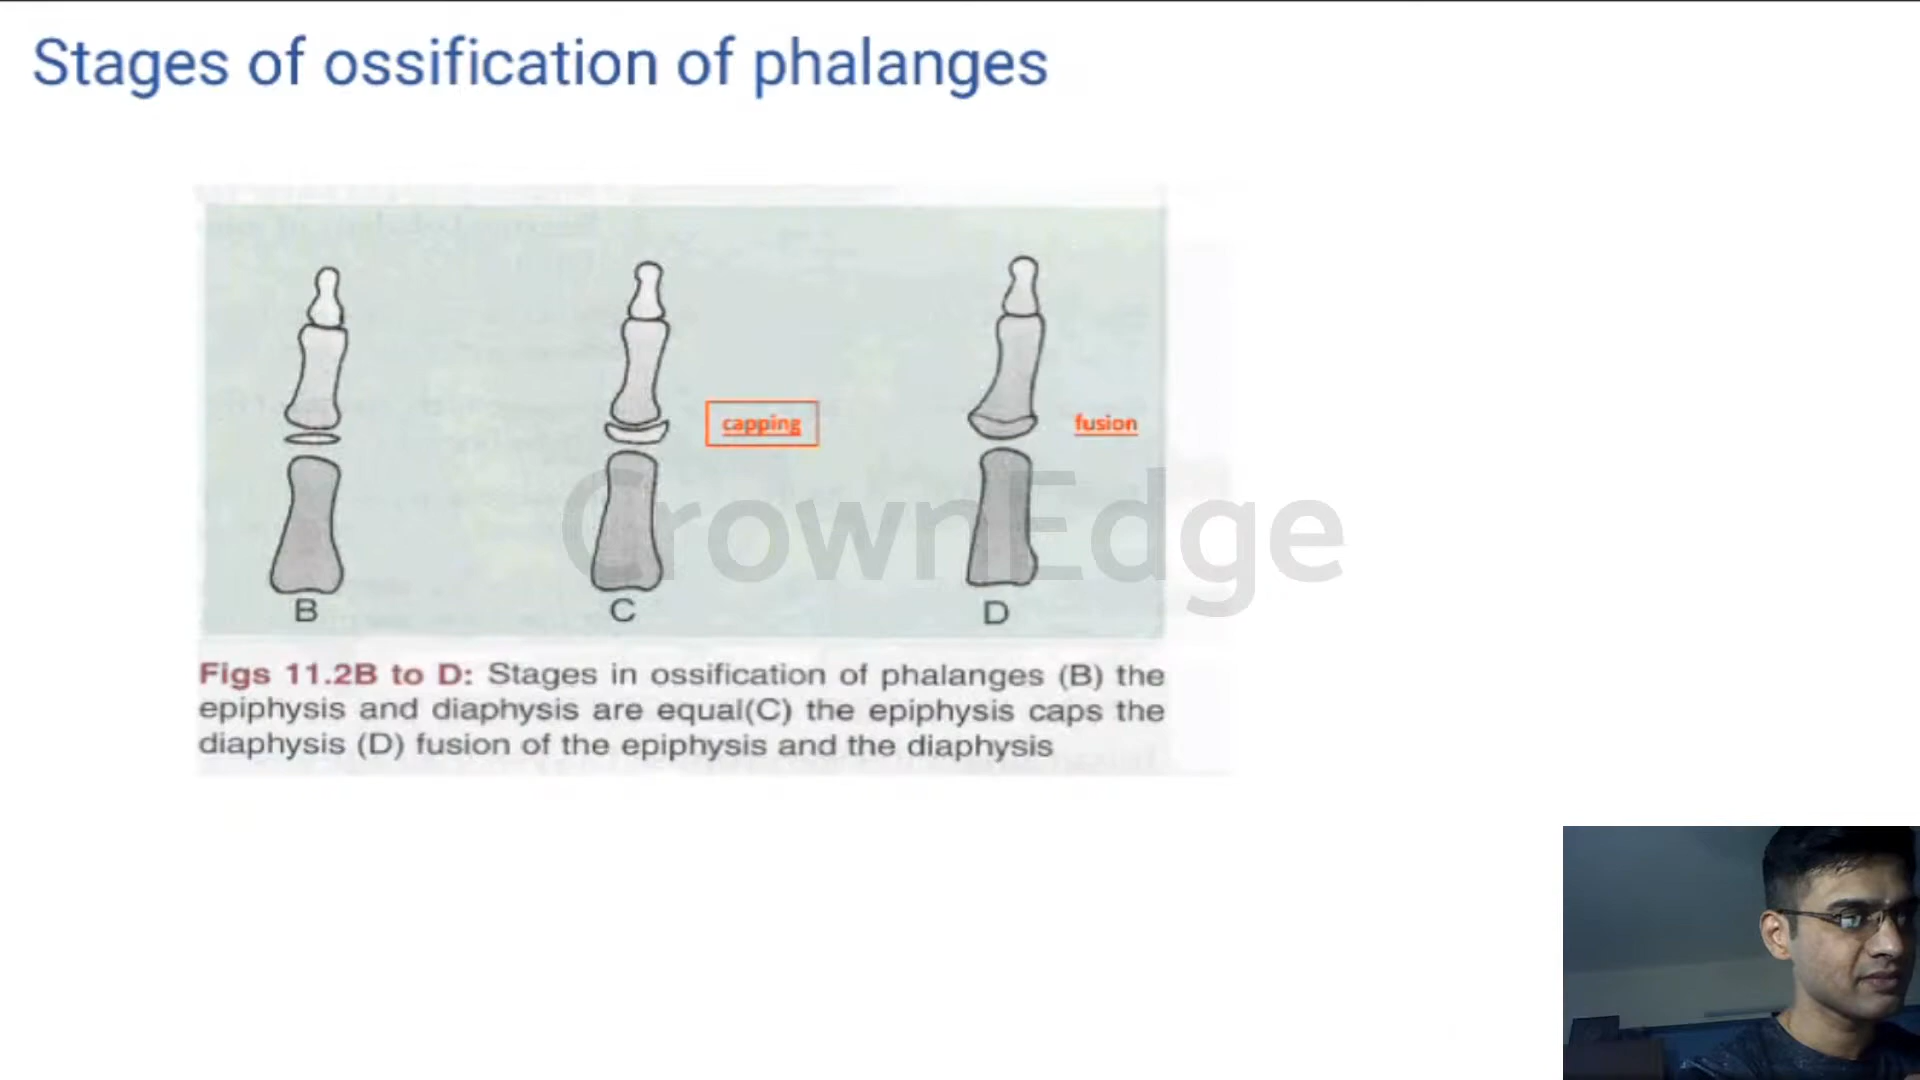 Stages of ossification of phalanges
capping
fusion
CrownEdge
B
C
D
Figs 11.2B to D: Stages in ossification of phalanges (B) the
epiphysis and diaphysis are equal(C) the epiphysis caps the
diaphysis (D) fusion of the epiphysis and the diaphysis